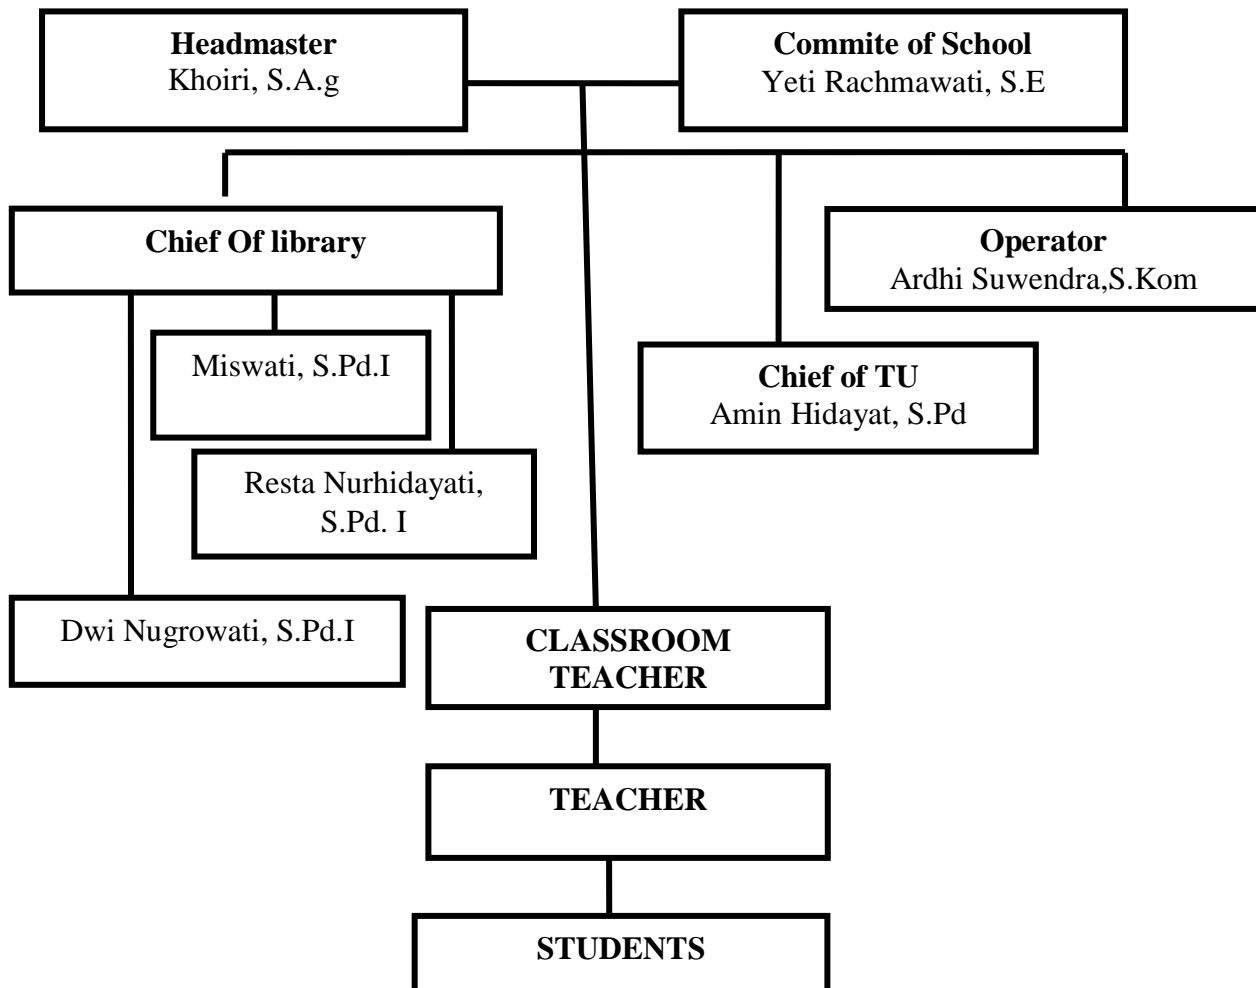 Headmaster
Khoiri, S.A.g
Commite of School
Yeti Rachmawati, S.E
Chief Of library
Operator
Ardhi Suwendra,S.Kom
Miswati, S.Pd.I
Chief of TU
Amin Hidayat, S.Pd
Resta Nurhidayati,
S.Pd. I
Dwi Nugrowati, S.Pd.I
CLASSROOM
TEACHER
TEACHER
STUDENTS